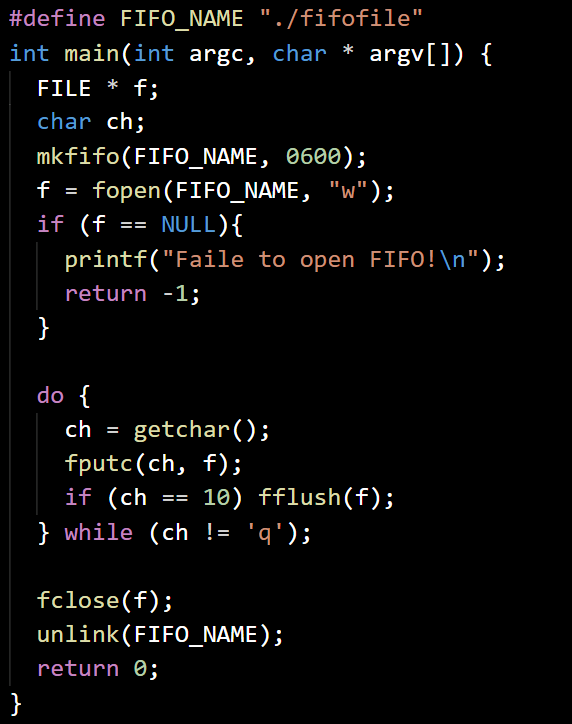 #define FIFO_NAME "./fifofile"
int main(int argc, char * argv[]) {
  FILE * f;
  char ch;
  mkfifo(FIFO_NAME, 0600);
  f = fopen(FIFO_NAME, "w");
  if (f == NULL){
    printf("Faile to open FIFO!\n");
    return -1;
  }

  do {
    ch = getchar();
    fputc(ch, f);
    if (ch == 10) fflush(f);
  } while (ch != 'q');

  fclose(f);
  unlink(FIFO_NAME);
  return 0;
}